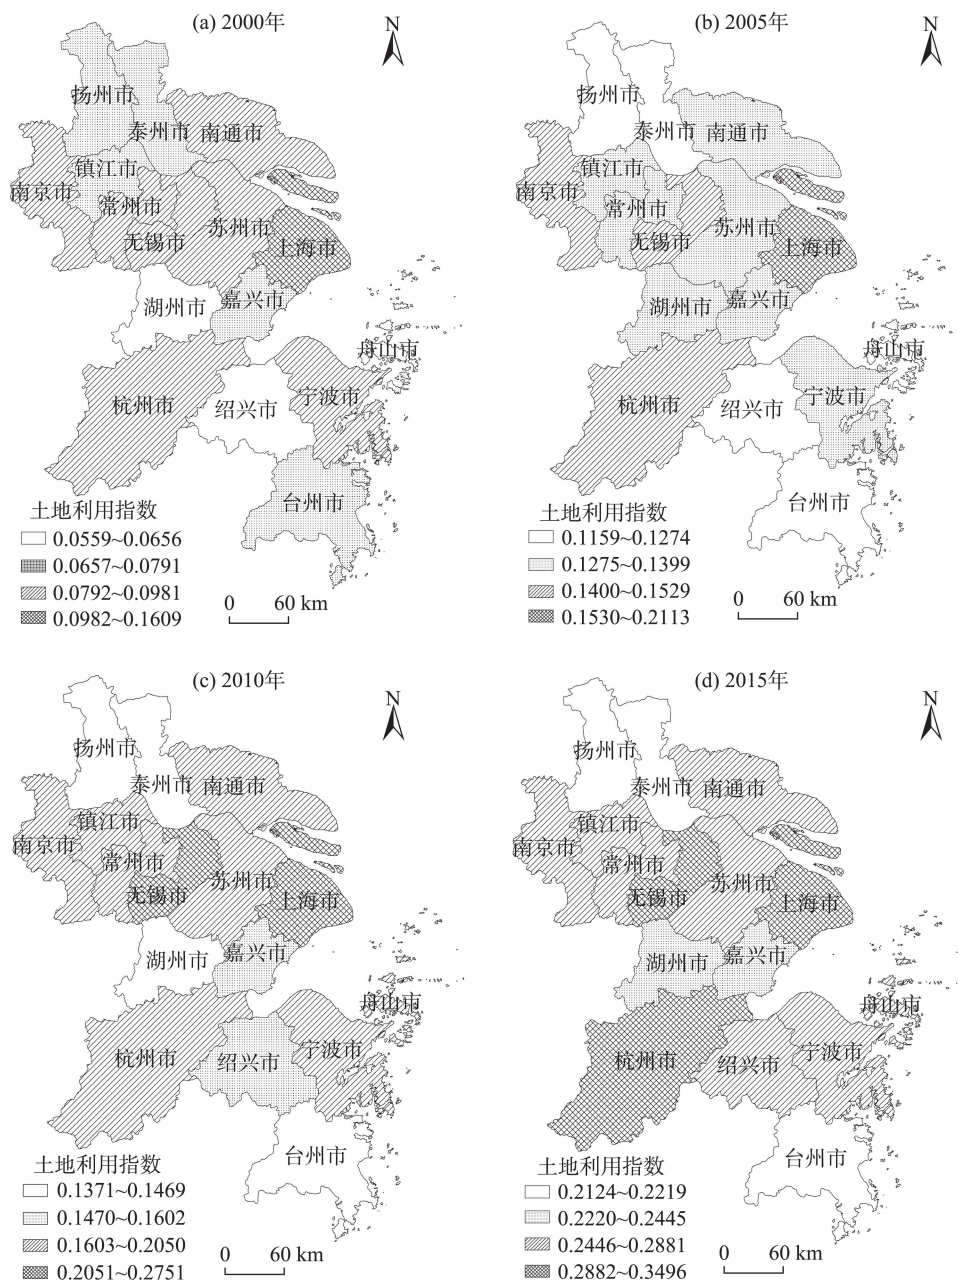 (a) 2000年
N
扬州市
泰州市
南通市
镇江市
南京市
常州市
苏州市
无锡市
上海市
湖州市
嘉兴市
舟山市
杭州市
绍兴市
宁波市
台州市
土地利用指数
0.0559~0.0656
0.0657~0.0791
0.0792~0.0981
0.0982~0.1609
0 60 km
(b) 2005年
N
扬州市
泰州市
南通市
镇江市
南京市
常州市
苏州市
无锡市
上海市
湖州市
嘉兴市
舟山市
杭州市
绍兴市
宁波市
台州市
土地利用指数
0.1159~0.1274
0.1275~0.1399
0.1400~0.1529
0.1530~0.2113
0 60 km
(c) 2010年
N
扬州市
泰州市
南通市
镇江市
南京市
常州市
苏州市
无锡市
上海市
湖州市
嘉兴市
舟山市
杭州市
绍兴市
宁波市
台州市
土地利用指数
0.1371~0.1469
0.1470~0.1602
0.1603~0.2050
0.2051~0.2751
0 60 km
(d) 2015年
N
扬州市
泰州市
南通市
镇江市
南京市
常州市
苏州市
无锡市
上海市
湖州市
嘉兴市
舟山市
杭州市
绍兴市
宁波市
台州市
土地利用指数
0.2124~0.2219
0.2220~0.2445
0.2446~0.2881
0.2882~0.3496
0 60 km